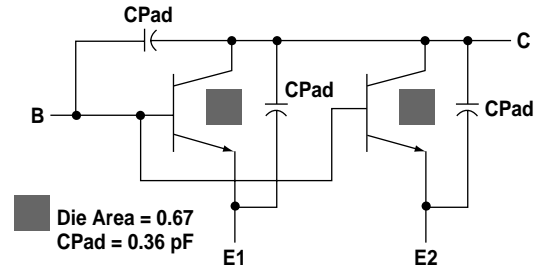 CPad
C
CPad
CPad
B
Die Area = 0.67
CPad = 0.36 pF
E1
E2